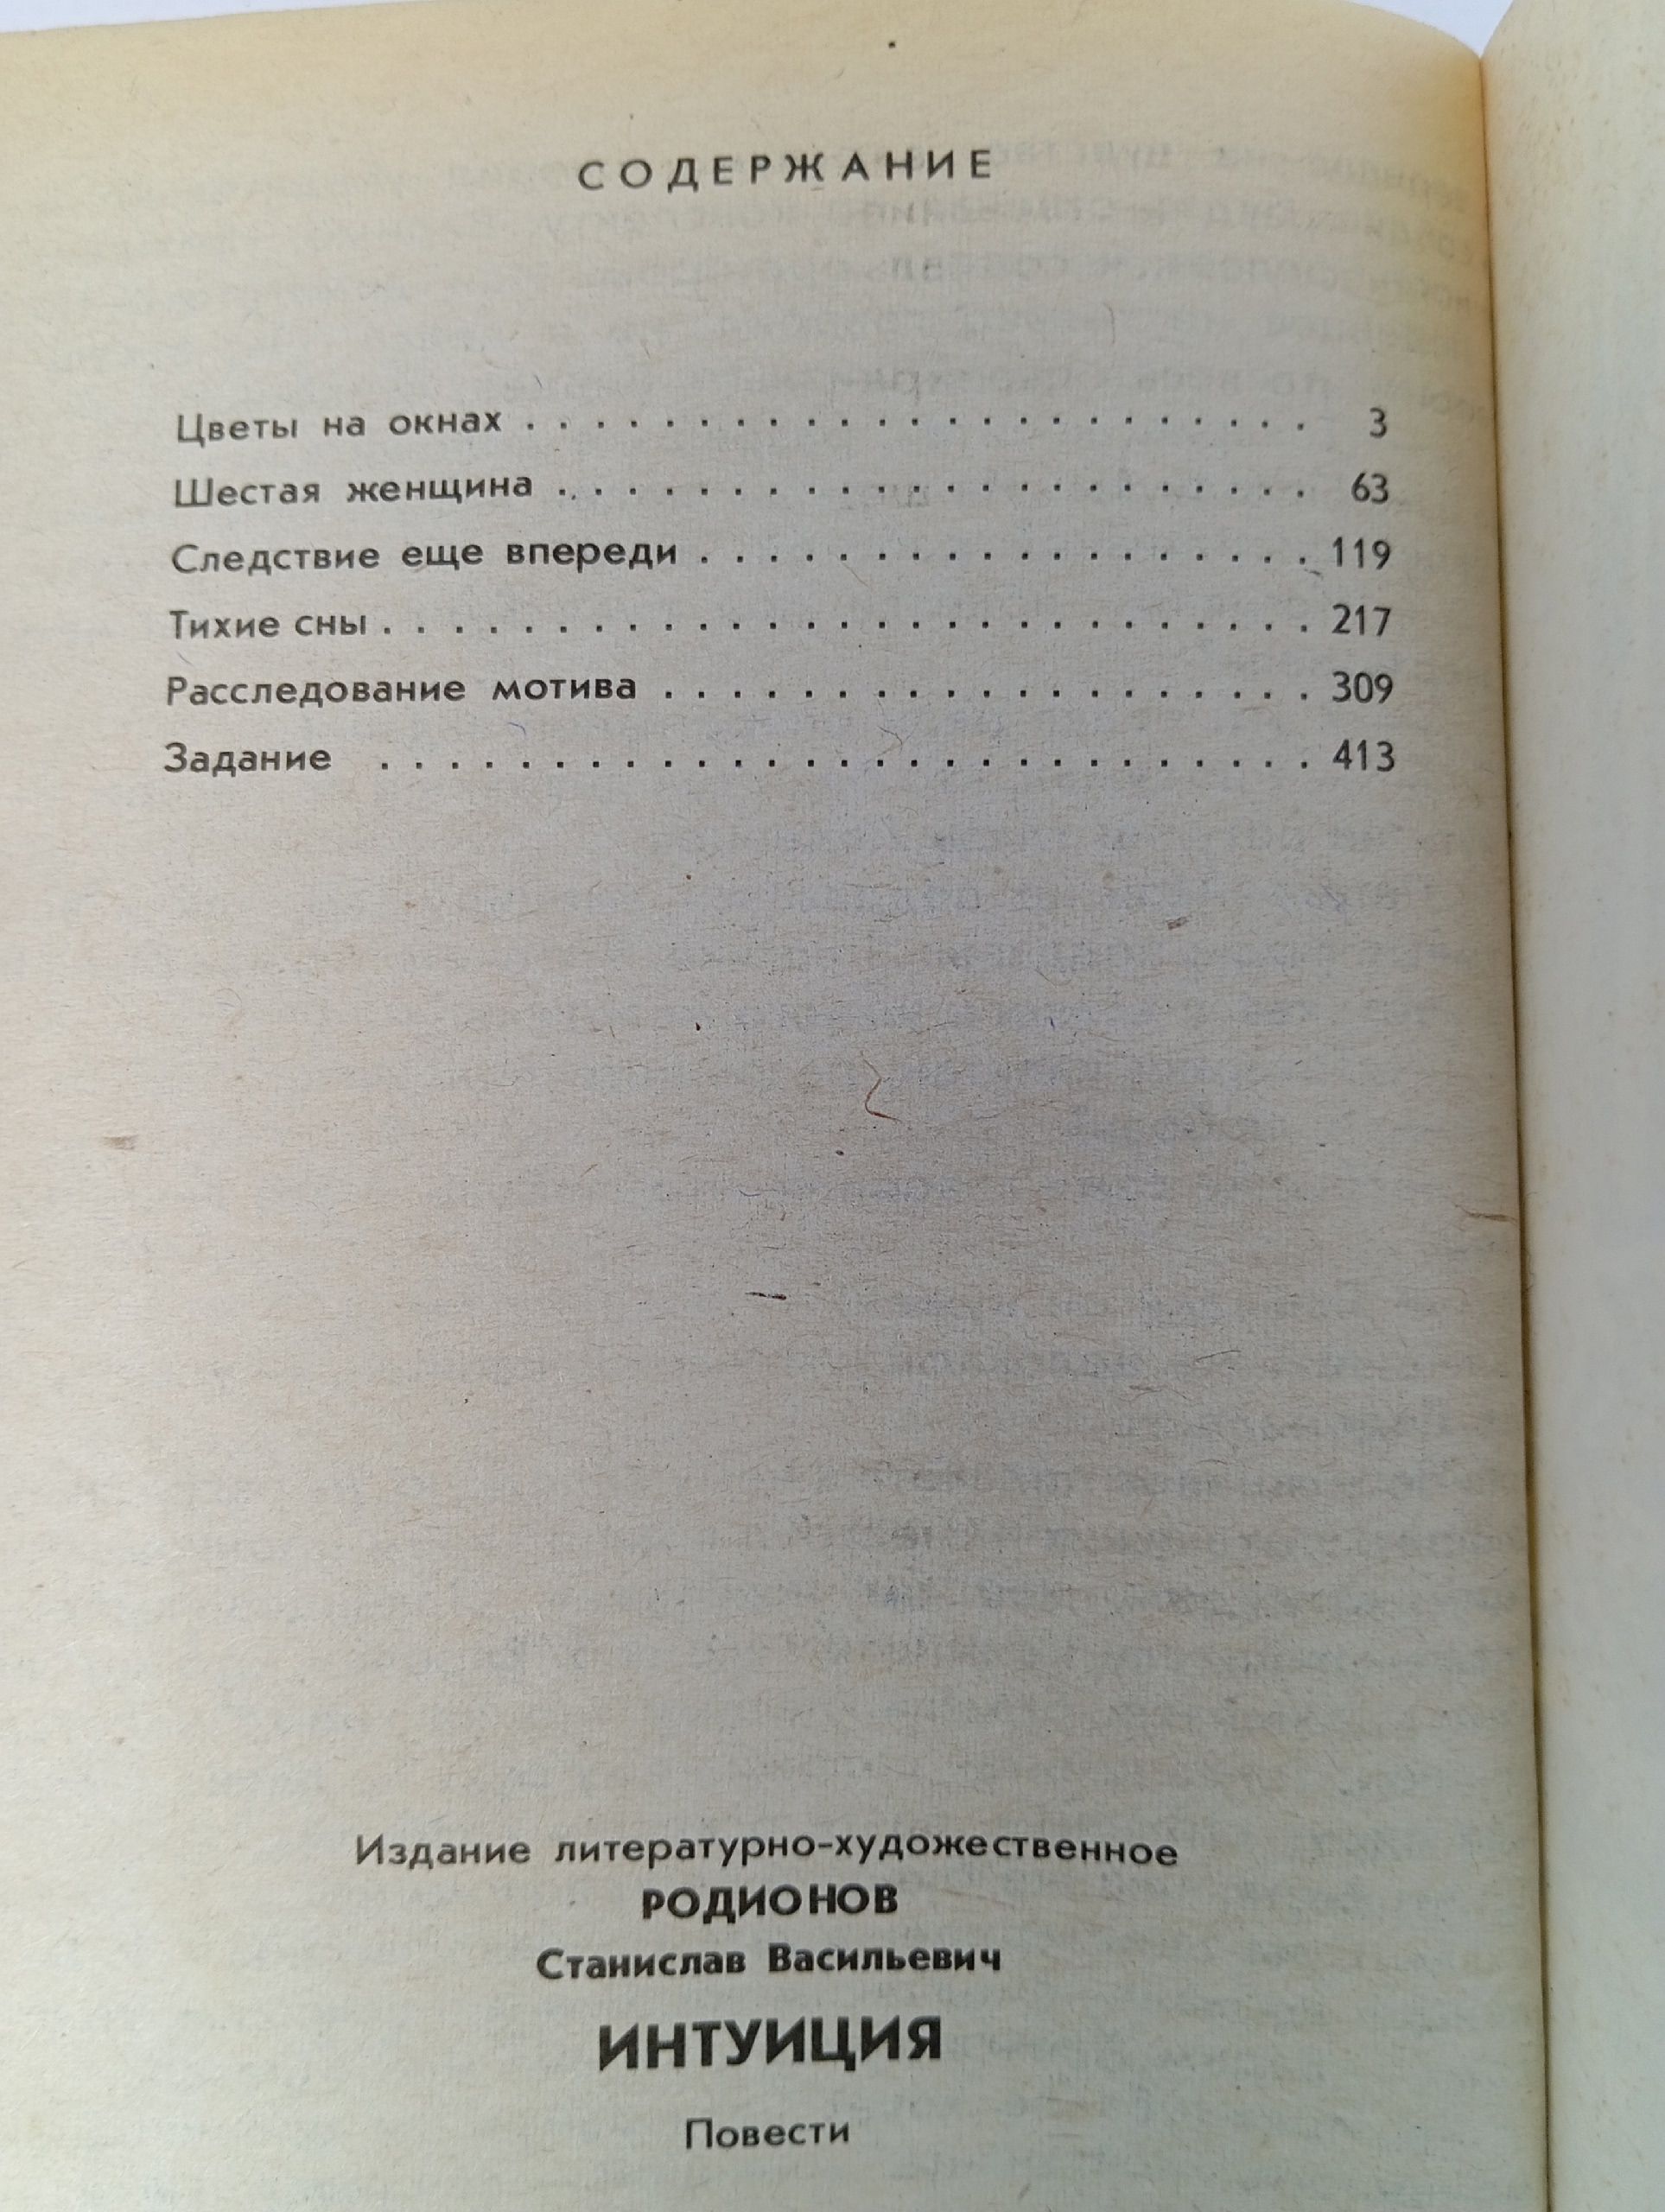 СОДЕРЖАНИЕ
Цветы на окнах . . . . . . . . . . . . . . . . . . . . . . . 3
Шестая женщина . . . . . . . . . . . . . . . . . . . . . . 63
Следствие еще впереди . . . . . . . . . . . . . . . . . . 119
Тихие сны . . . . . . . . . . . . . . . . . . . . . . . . . . . 217
Расследование мотива . . . . . . . . . . . . . . . . . . . 309
Задание . . . . . . . . . . . . . . . . . . . . . . . . . . . 413
Издание литературно-художественное
РОДИОНОВ
Станислав Васильевич
ИНТУИЦИЯ
Повести